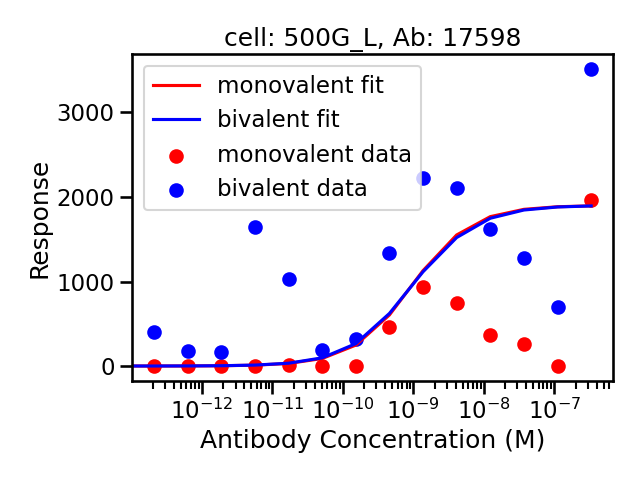 cell: 500G_L, Ab: 17598
monovalent fit
bivalent fit
monovalent data
bivalent data
3000
2000
1000
0
Response
10⁻¹² 10⁻¹¹ 10⁻¹⁰ 10⁻⁹ 10⁻⁸ 10⁻⁷
Antibody Concentration (M)